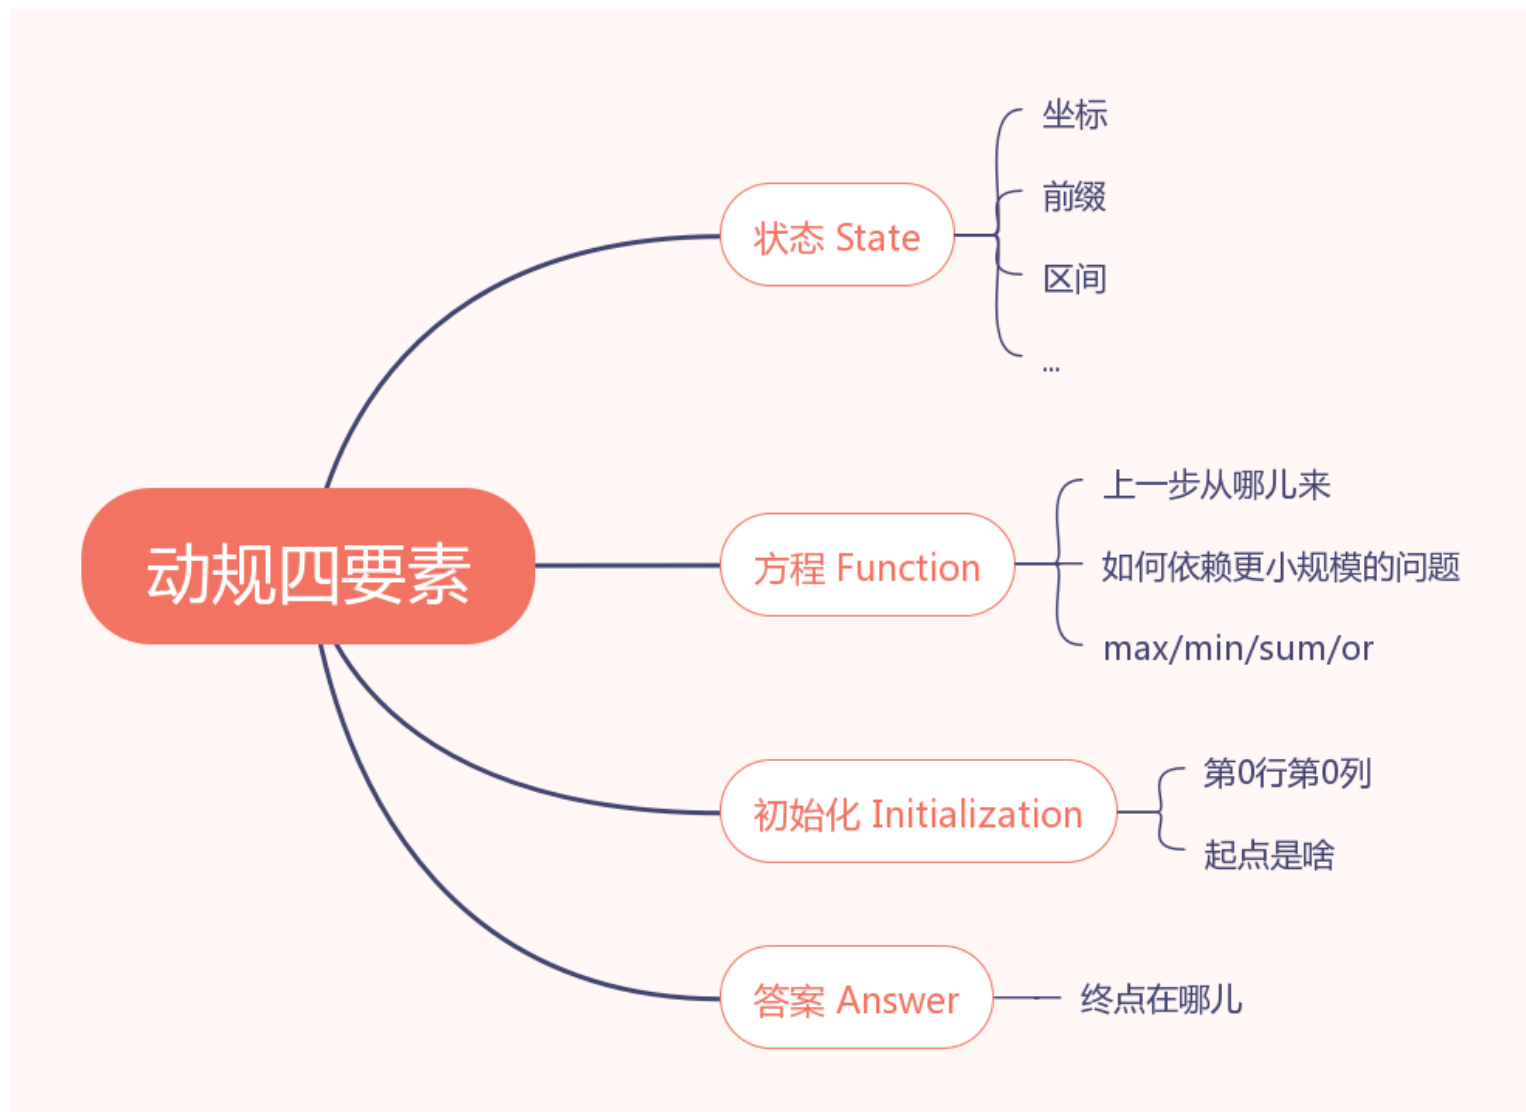 动规四要素
状态 State
坐标
前缀
区间
...
方程 Function
上一步从哪儿来
如何依赖更小规模的问题
max/min/sum/or
初始化 Initialization
第0行第0列
起点是啥
答案 Answer
终点在哪儿